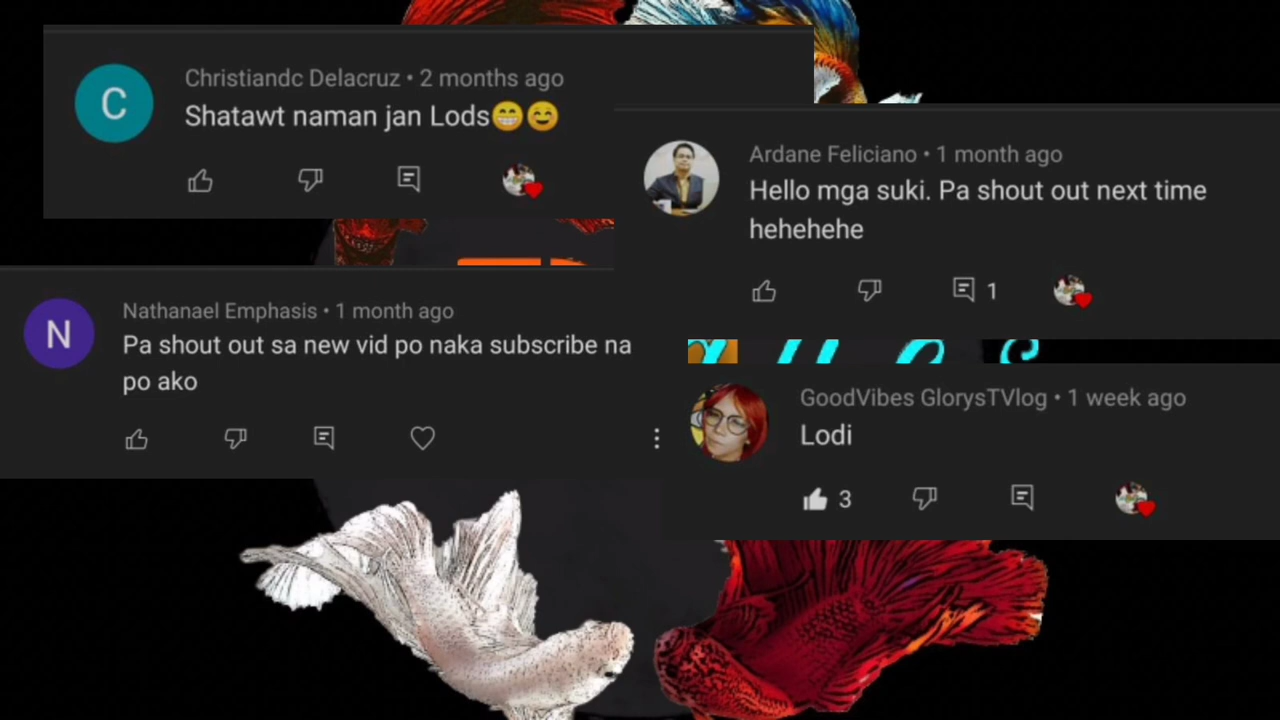 C
Christiandc Delacruz • 2 months ago
Shatawt naman jan Lods😁😊
Ardane Feliciano • 1 month ago
Hello mga suki. Pa shout out next time
hehehehe
1
N
Nathanael Emphasis • 1 month ago
Pa shout out sa new vid po naka subscribe na
po ako
GoodVibes GlorysTVlog • 1 week ago
Lodi
3